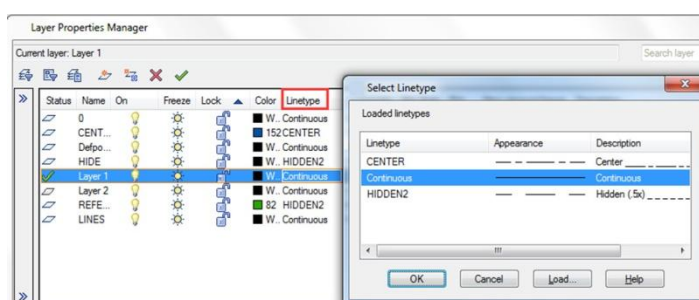 Layer Properties Manager
Current layer: Layer 1
Search layer
Status Name On Freeze Lock Color Linetype
0 W... Continuous
CENT... 152 CENTER
Defpo... W... Continuous
HIDE W... HIDDEN2
Layer 1 W... Continuous
Layer 2 W... Continuous
REFE... 82 HIDDEN2
LINES W... Continuous
Select Linetype
Loaded linetypes
Linetype Appearance Description
CENTER Center
Continuous Continuous
HIDDEN2 Hidden (.5x)
OK Cancel Load... Help